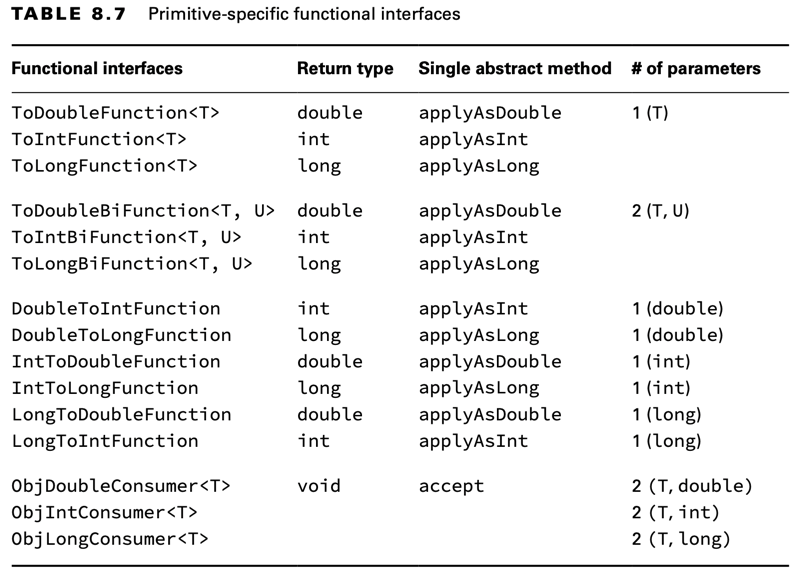 TABLE 8.7 Primitive-specific functional interfaces
Functional interfaces Return type Single abstract method # of parameters
ToDoubleFunction<T> double applyAsDouble 1 (T)
ToIntFunction<T> int applyAsInt
ToLongFunction<T> long applyAsLong
ToDoubleBiFunction<T, U> double applyAsDouble 2 (T, U)
ToIntBiFunction<T, U> int applyAsInt
ToLongBiFunction<T, U> long applyAsLong
DoubleToIntFunction int applyAsInt 1 (double)
DoubleToLongFunction long applyAsLong 1 (double)
IntToDoubleFunction double applyAsDouble 1 (int)
IntToLongFunction long applyAsLong 1 (int)
LongToDoubleFunction double applyAsDouble 1 (long)
LongToIntFunction int applyAsInt 1 (long)
ObjDoubleConsumer<T> void accept 2 (T, double)
ObjIntConsumer<T> 2 (T, int)
ObjLongConsumer<T> 2 (T, long)